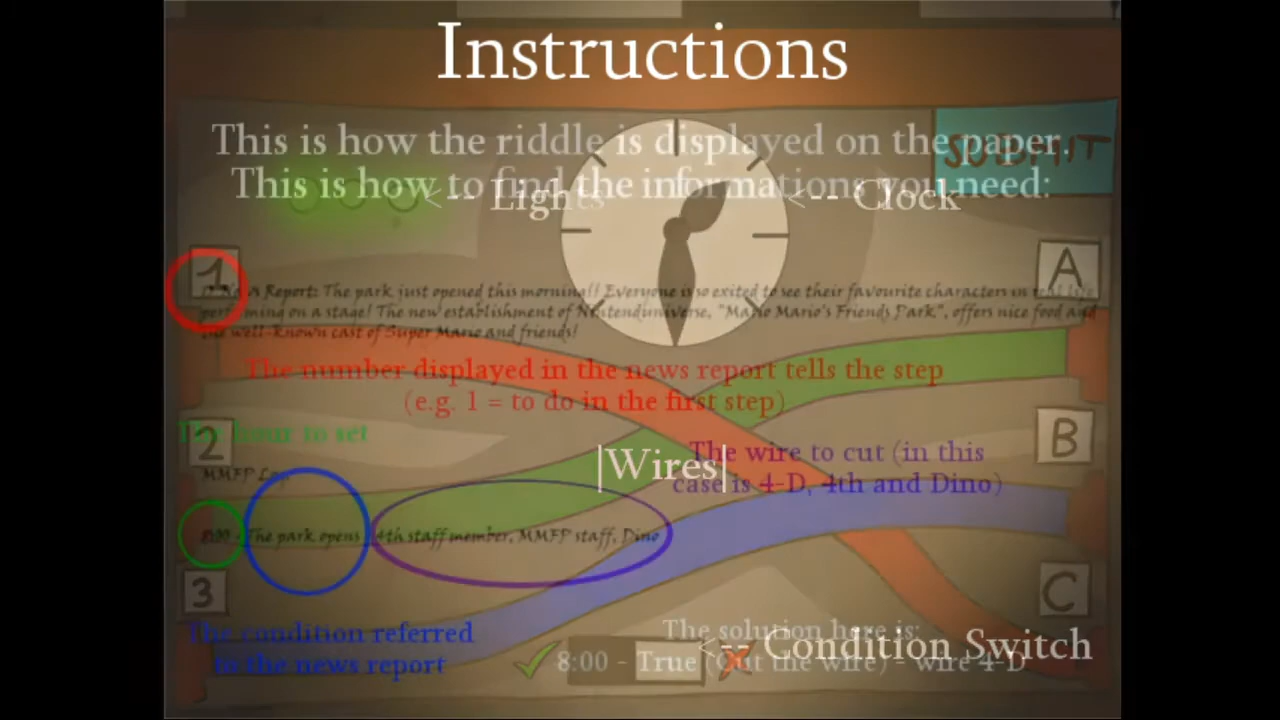 Instructions
This is how the riddle is displayed on the paper.
SUBMIT
This is how to find the informations you need:
<-- Lights
<-- Clock
1
A
News Report: The park just opened this morning!! Everyone is so exited to see their favourite characters in real life
performing on a stage! The new establishment of Nintenduniverse, "Mario Mario's Friends Park", offers nice food and
the well-known cast of Super Mario and friends!
The number displayed in the news report tells the step
(e.g. 1 = to do in the first step)
The hour to set
2
B
The wire to cut (in this
|Wires|
case is 4-D, 4th and Dino)
MMFP Log
8:00 - The park opens, 4th staff member, MMFP staff, Dino
3
C
The condition referred
to the news report
The solution here is:
<-- Condition Switch
8:00 - True (Cut the wire) - wire 4-D